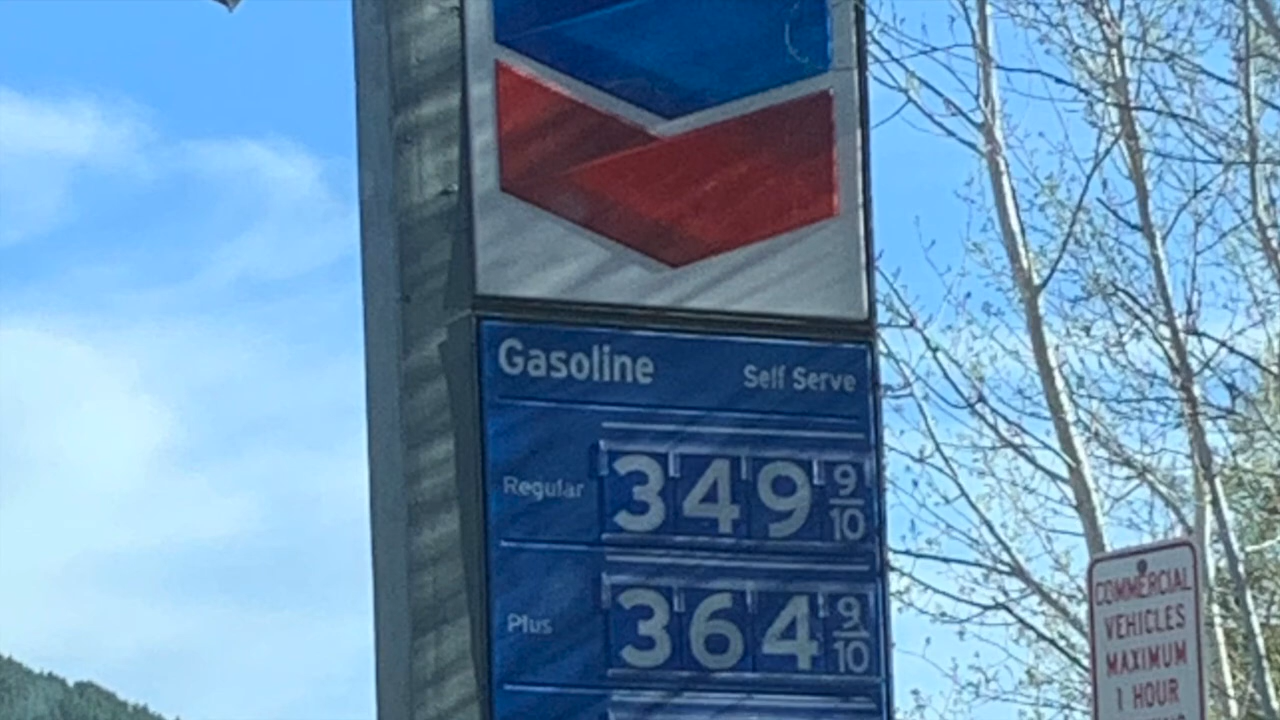 Gasoline Self Serve
Regular 349 9/10
Plus 364 9/10
COMMERCIAL
VEHICLES
MAXIMUM
1 HOUR